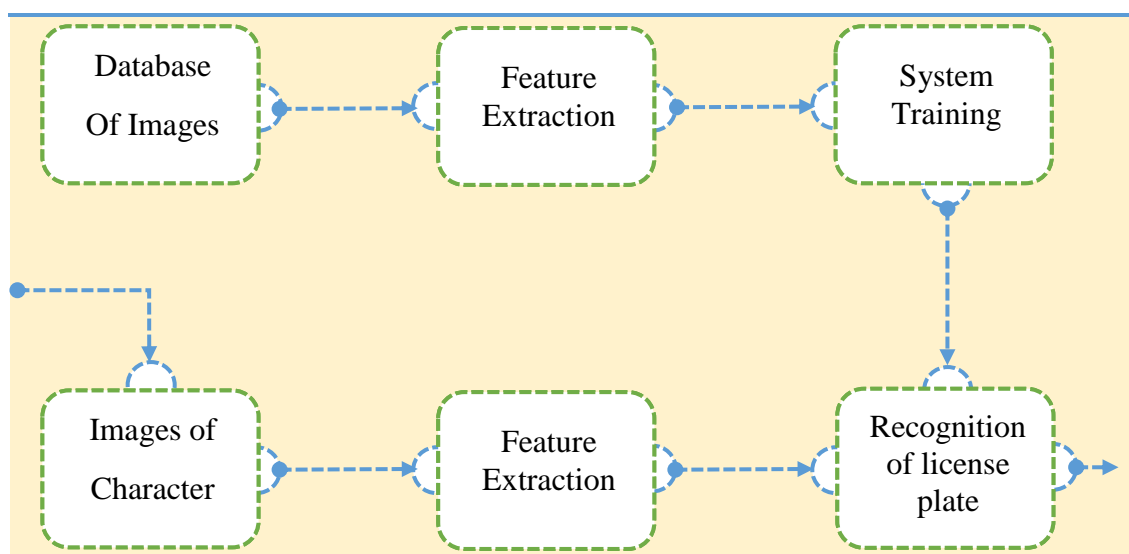 Database
Of Images
Feature
Extraction
System
Training
Images of
Character
Feature
Extraction
Recognition
of license
plate